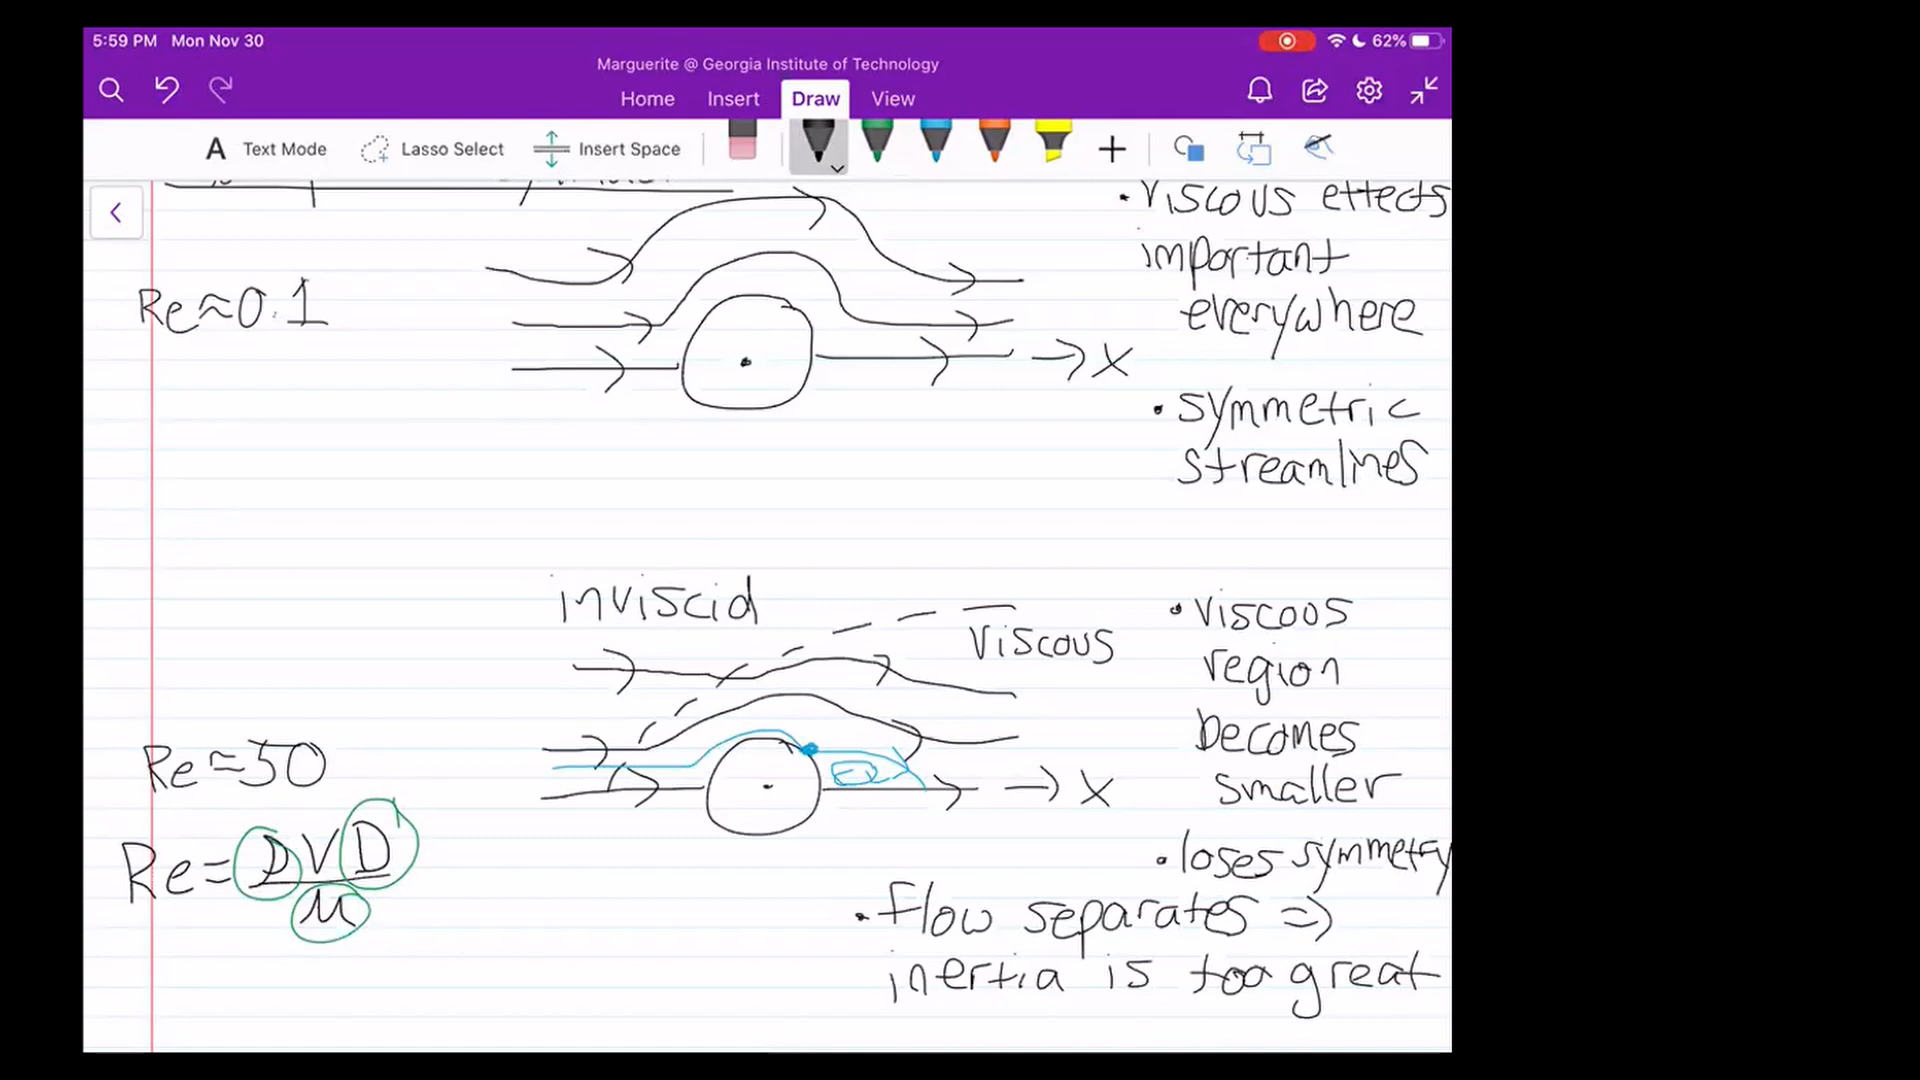 5:59 PM Mon Nov 30
62%
Marguerite @ Georgia Institute of Technology
Home Insert Draw View
A Text Mode Lasso Select Insert Space
• Viscous effects
important
everywhere
Re≈0.1
→X
• symmetric
streamlines
inviscid
Viscous
• Viscous
region
becomes
smaller
Re≈50
→X
Re=ρVD/μ
• loses symmetry
• flow separates =>
inertia is too great